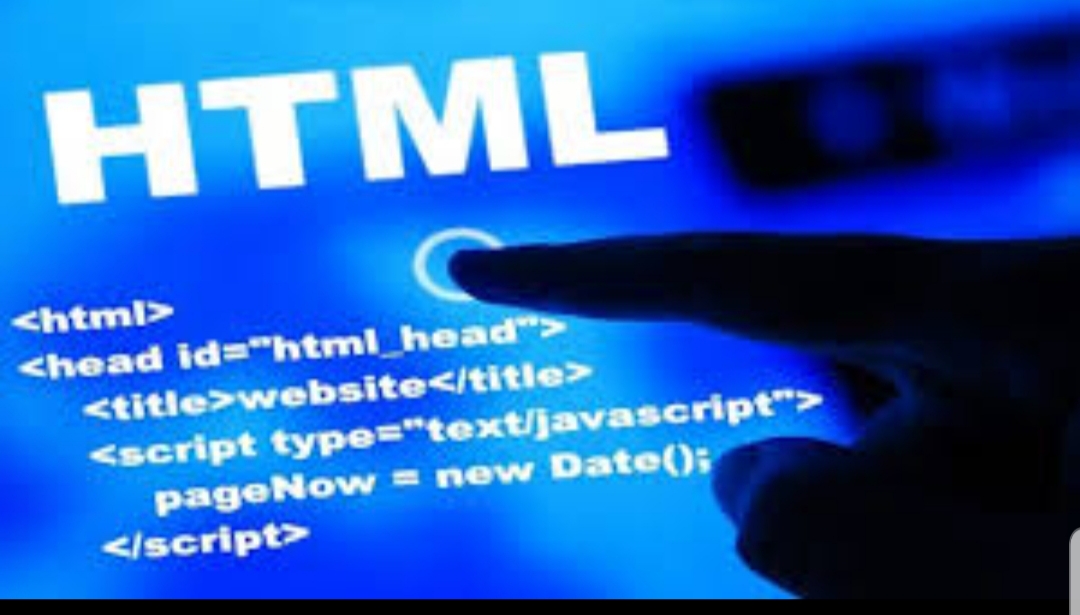 HTML
<html>
<head id="html_head">
<title>website</title>
<script type="text/javascript">
pageNow = new Date();
</script>